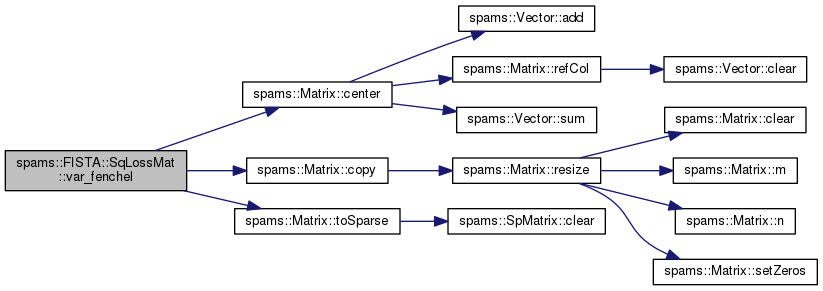 spams::FISTA::SqLossMat
::var_fenchel
spams::Matrix::center
spams::Vector::add
spams::Matrix::refCol
spams::Vector::clear
spams::Vector::sum
spams::Matrix::copy
spams::Matrix::resize
spams::Matrix::clear
spams::Matrix::m
spams::Matrix::n
spams::Matrix::setZeros
spams::Matrix::toSparse
spams::SpMatrix::clear